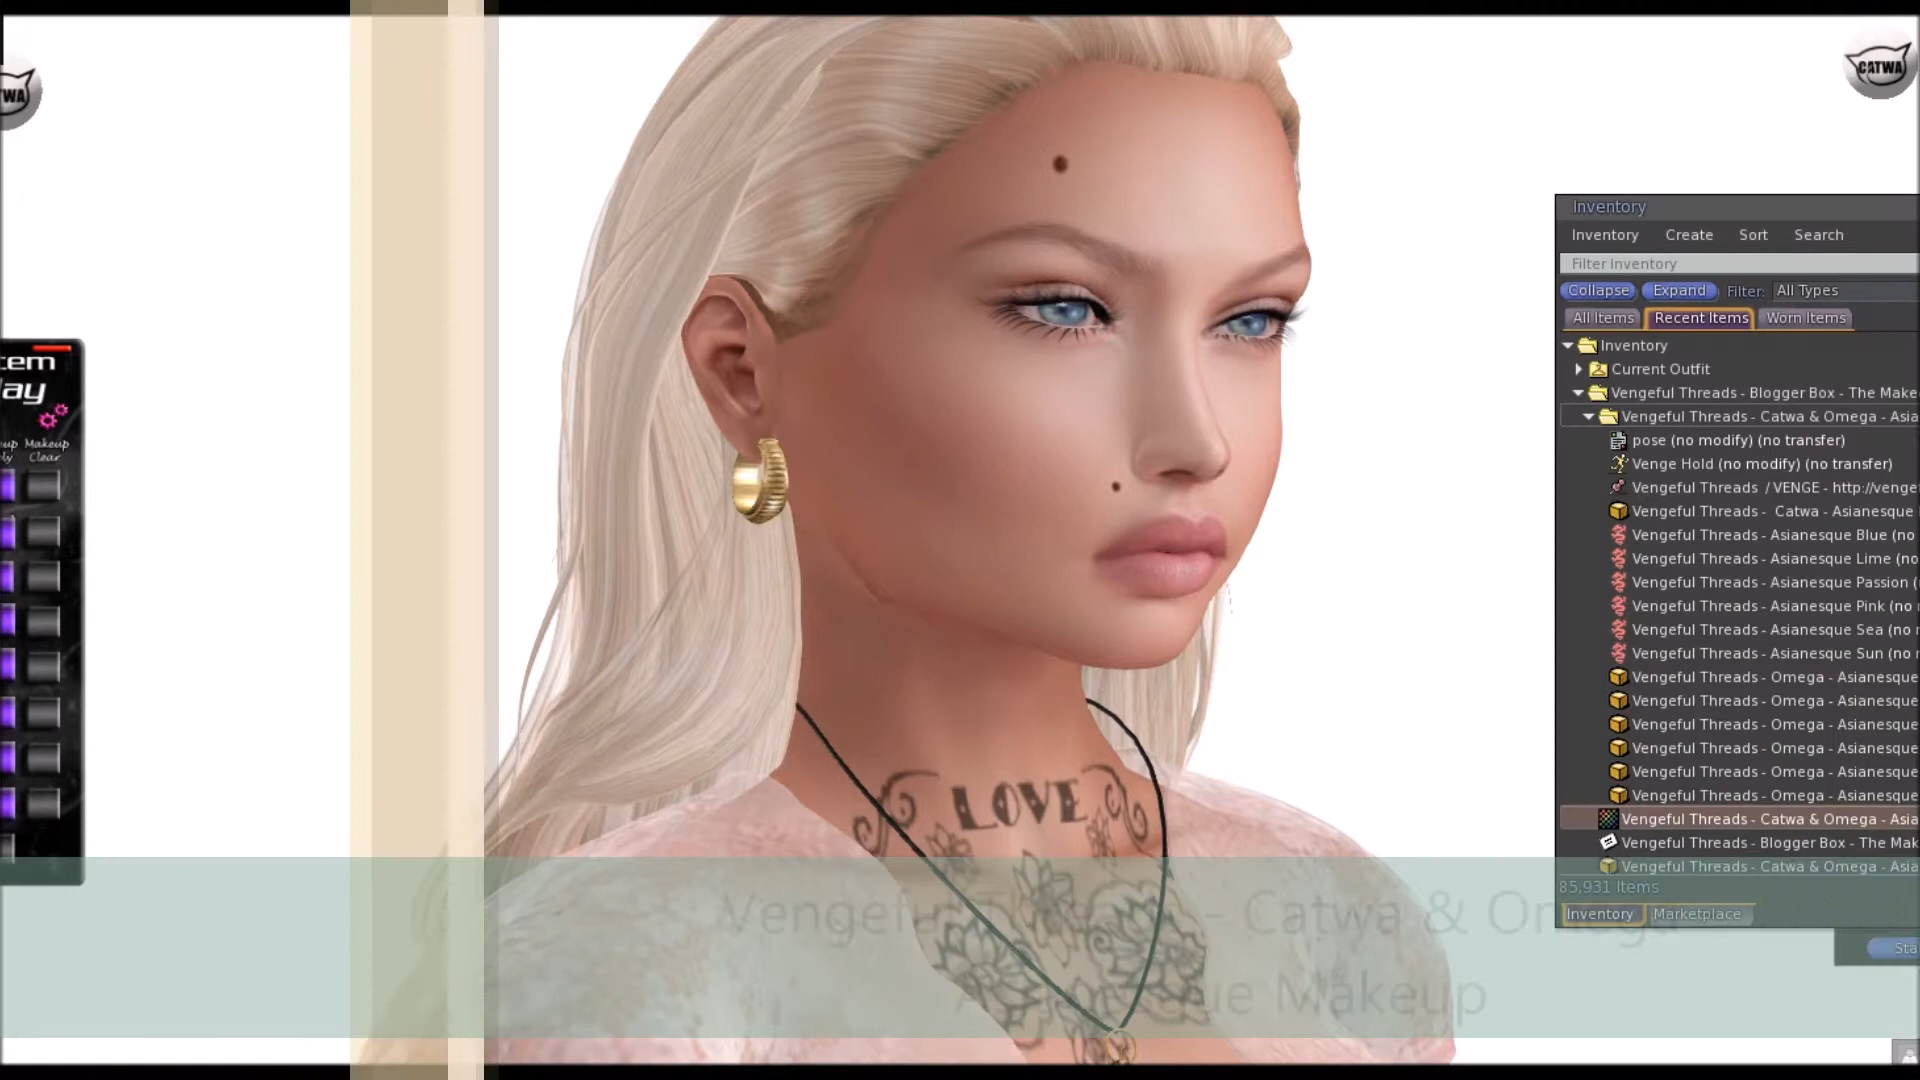 CATWA
WA
Inventory
Inventory Create Sort Search
Filter Inventory
Collapse Expand Filter: All Types
All Items Recent Items Worn Items
Inventory
Current Outfit
Vengeful Threads - Blogger Box - The Make
Vengeful Threads - Catwa & Omega - Asia
pose (no modify) (no transfer)
Venge Hold (no modify) (no transfer)
Vengeful Threads / VENGE - http://venge
Vengeful Threads - Catwa - Asianesque
Vengeful Threads - Asianesque Blue (no
Vengeful Threads - Asianesque Lime (no
Vengeful Threads - Asianesque Passion (
Vengeful Threads - Asianesque Pink (no
Vengeful Threads - Asianesque Sea (no
Vengeful Threads - Asianesque Sun (no
Vengeful Threads - Omega - Asianesque
Vengeful Threads - Omega - Asianesque
Vengeful Threads - Omega - Asianesque
Vengeful Threads - Omega - Asianesque
Vengeful Threads - Omega - Asianesque
Vengeful Threads - Omega - Asianesque
Vengeful Threads - Catwa & Omega - Asia
Vengeful Threads - Blogger Box - The Mak
Vengeful Threads - Catwa & Omega - Asia
85,931 Items
Inventory Marketplace
Sta
tem
lay
up Makeup
ly Clear
LOVE
Vengeful - Catwa & Omega
Makeup